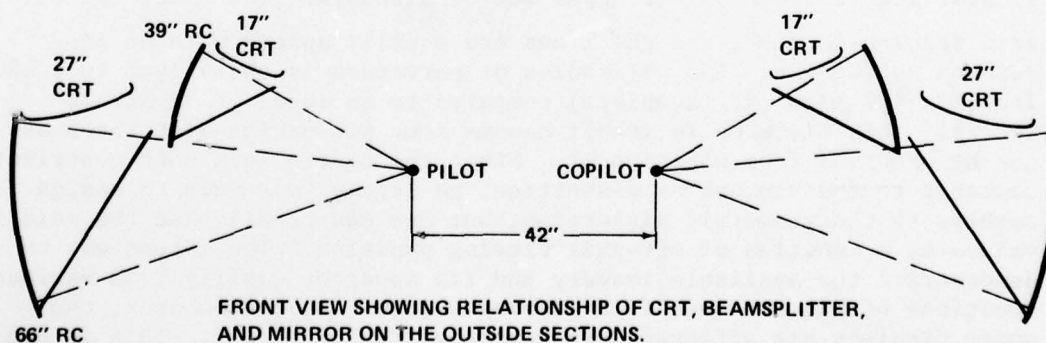 17"
CRT
39" RC
27"
CRT
17"
CRT
27"
CRT
PILOT
COPILOT
42"
66" RC
FRONT VIEW SHOWING RELATIONSHIP OF CRT, BEAMSPLITTER,
AND MIRROR ON THE OUTSIDE SECTIONS.